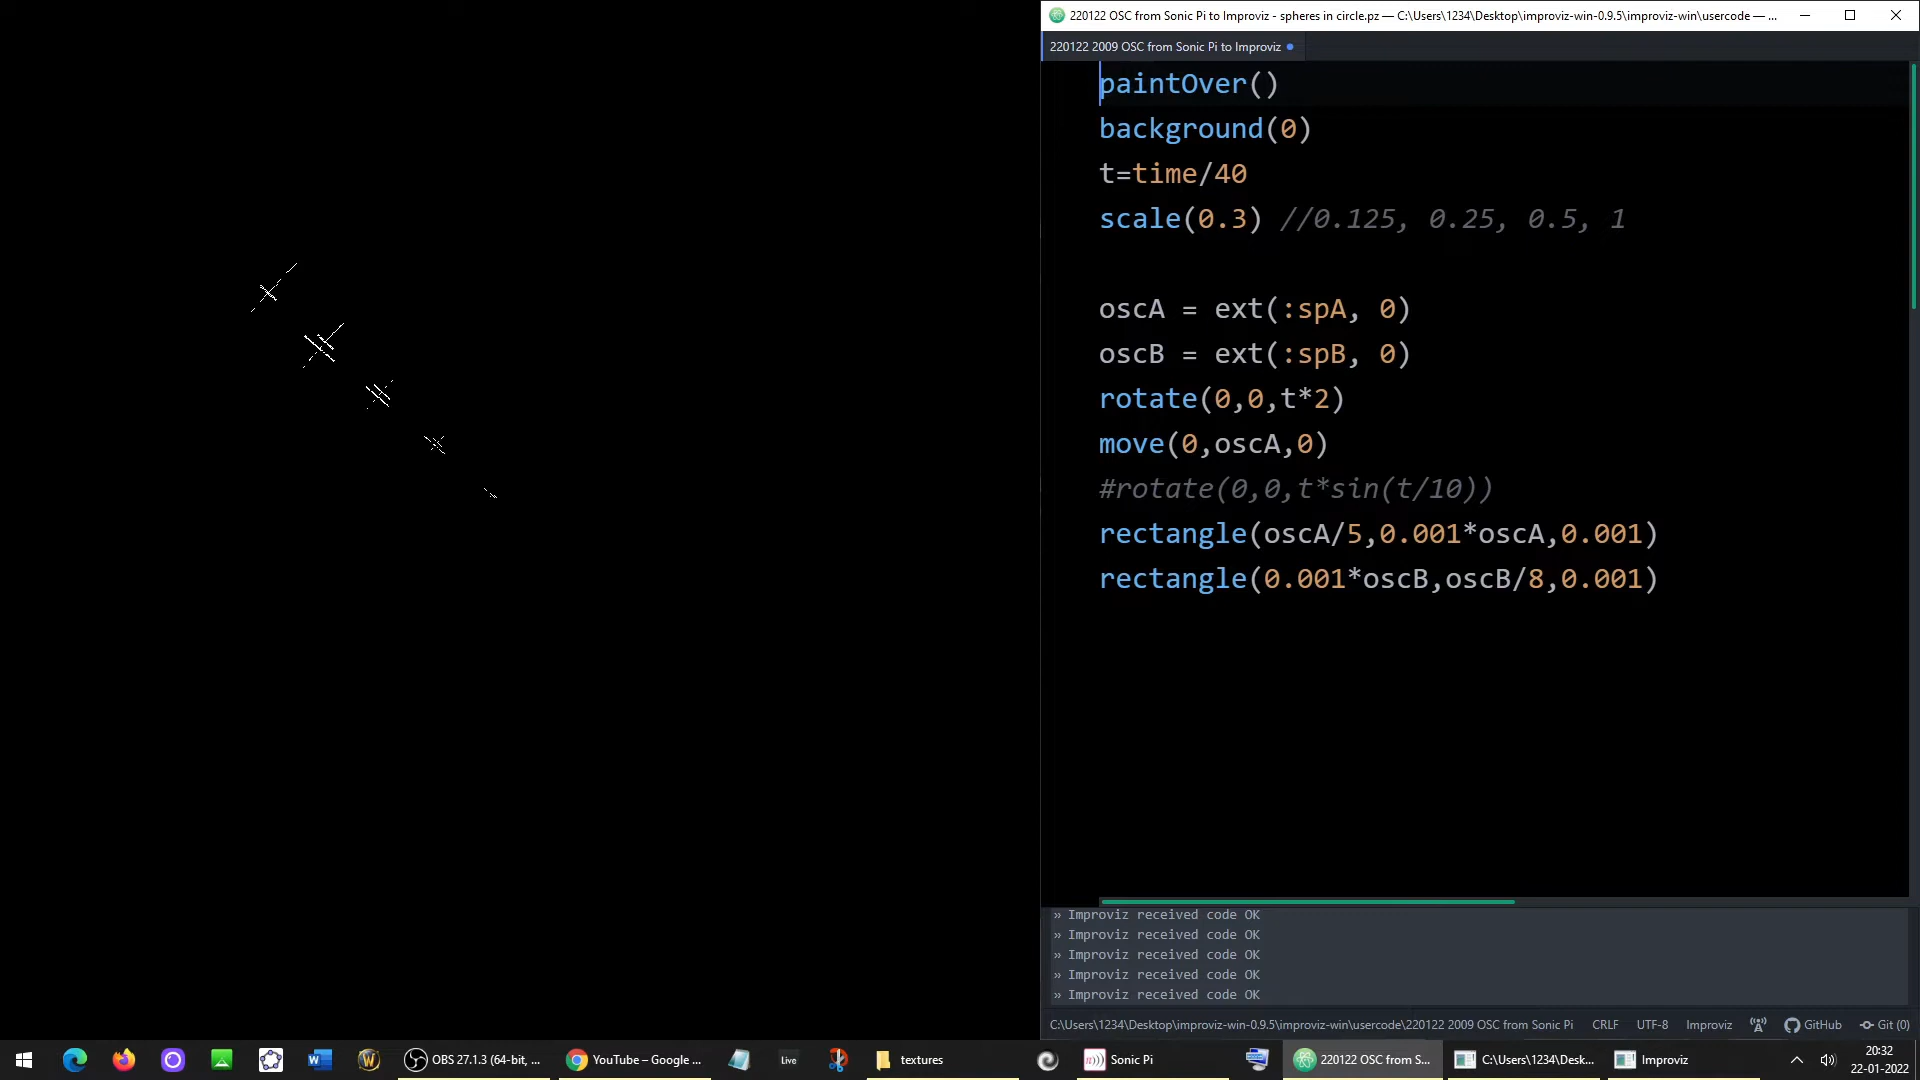 220122 OSC from Sonic Pi to Improviz - spheres in circle.pz — C:\Users\1234\Desktop\improviz-win-0.9.5\improviz-win\usercode — ...
220122 2009 OSC from Sonic Pi to Improviz
paintOver()
background(0)
t=time/40
scale(0.3) //0.125, 0.25, 0.5, 1
oscA = ext(:spA, 0)
oscB = ext(:spB, 0)
rotate(0,0,t*2)
move(0,oscA,0)
#rotate(0,0,t*sin(t/10))
rectangle(oscA/5,0.001*oscA,0.001)
rectangle(0.001*oscB,oscB/8,0.001)
» Improviz received code OK
» Improviz received code OK
» Improviz received code OK
» Improviz received code OK
» Improviz received code OK
C:\Users\1234\Desktop\improviz-win-0.9.5\improviz-win\usercode\220122 2009 OSC from Sonic Pi CRLF UTF-8 Improviz GitHub Git (0)
OBS 27.1.3 (64-bit, ... YouTube – Google ... Live textures Sonic Pi 220122 OSC from S... C:\Users\1234\Desk... Improviz 20:32
22-01-2022